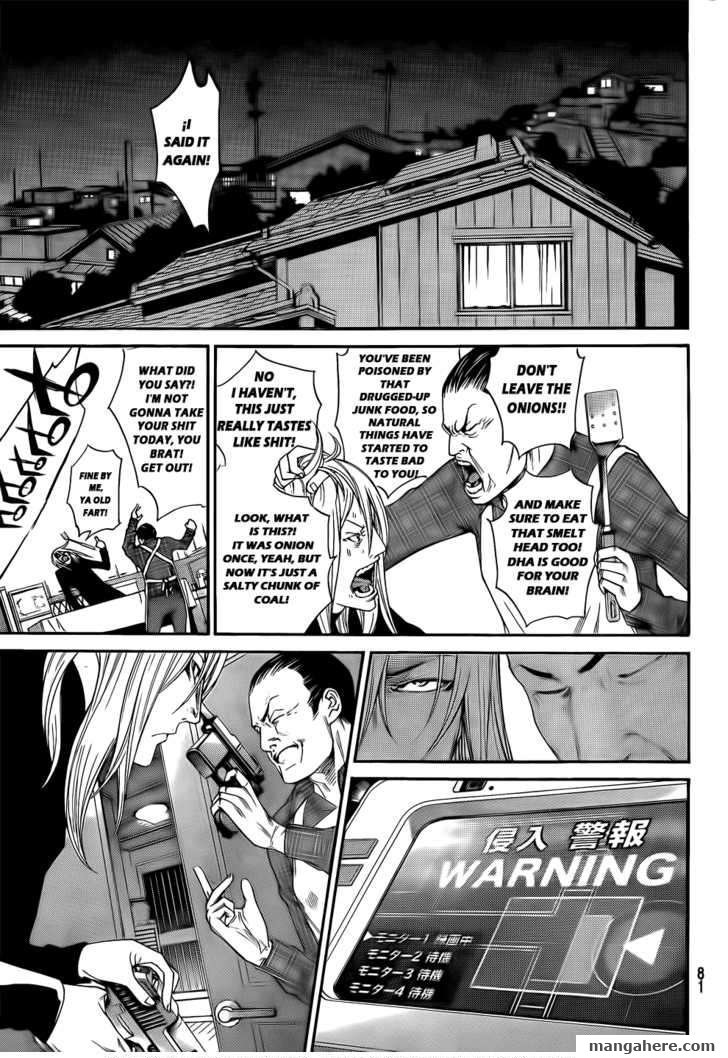 ¡I
SAID IT
AGAIN!
DON'T
LEAVE THE
ONIONS!!
YOU'VE BEEN
POISONED BY
THAT
DRUGGED-UP
JUNK FOOD, SO
NATURAL
THINGS HAVE
STARTED TO
TASTE BAD
TO YOU!
AND MAKE
SURE TO EAT
THAT SMELT
HEAD TOO!
DHA IS GOOD
FOR YOUR
BRAIN!
NO
I HAVEN'T,
THIS JUST
REALLY TASTES
LIKE SHIT!
LOOK, WHAT
IS THIS?!
IT WAS ONION
ONCE, YEAH, BUT
NOW IT'S JUST A
SALTY CHUNK OF
COAL!
WHAT DID
YOU SAY?!
I'M NOT
GONNA TAKE
YOUR SHIT
TODAY, YOU
BRAT!
GET OUT!
FINE BY
ME,
YA OLD
FART!
侵入 警報
WARNING
モニター1 録画中
モニター2 待機
モニター3 待機
モニター4 待機
81
mangahere.com